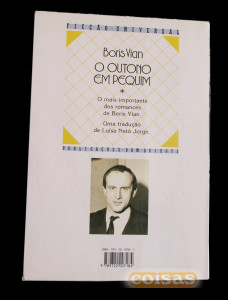 FICÇÃO UNIVERSAL
Boris Vian
O OUTONO
EM PEQUIM
*
O mais importante
dos romances
de Boris Vian.
Uma tradução
de Luísa Neto Jorge.
PUBLICAÇÕES DOM QUIXOTE
coisas